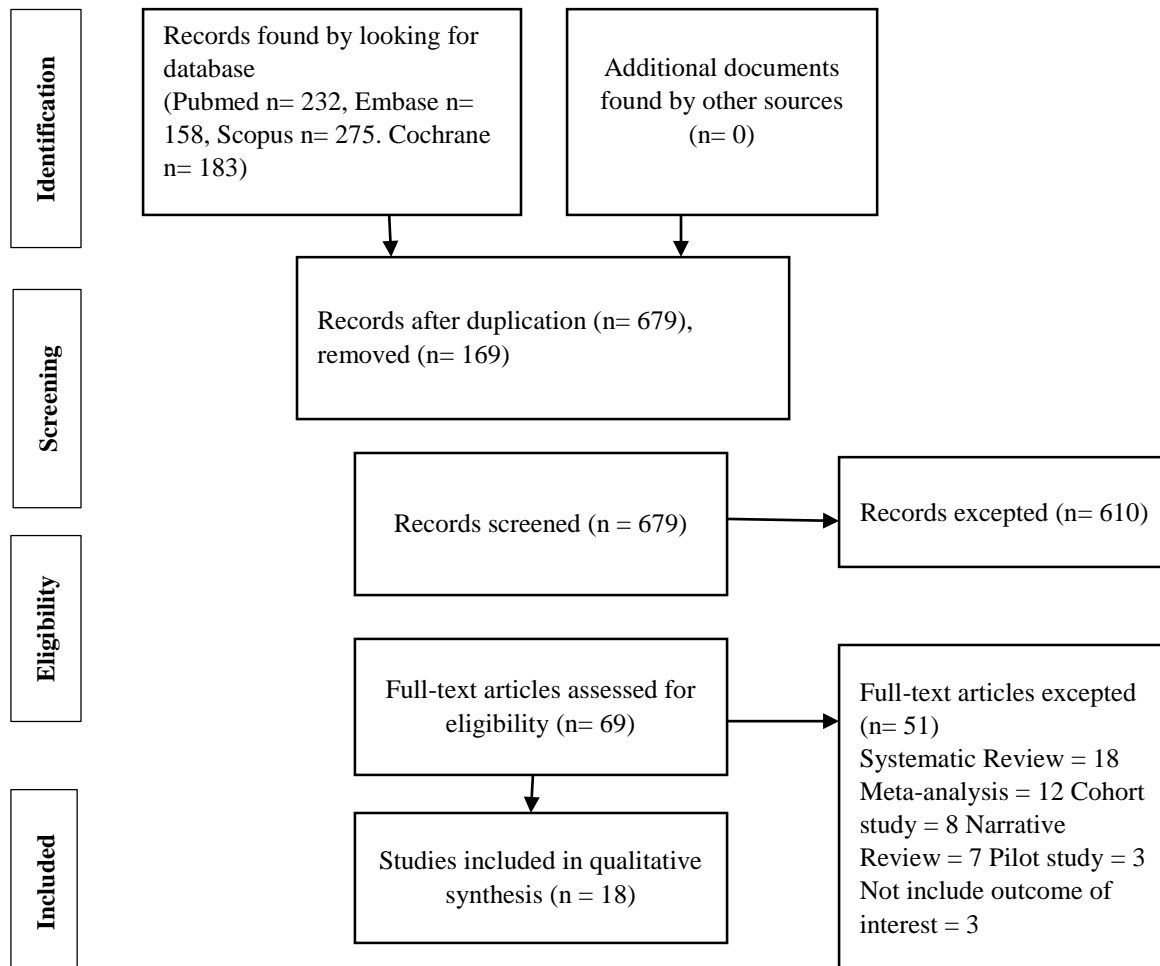 Identification
Records found by looking for
database
(Pubmed n= 232, Embase n=
158, Scopus n= 275. Cochrane
n= 183)
Additional documents
found by other sources
(n= 0)
Screening
Records after duplication (n= 679),
removed (n= 169)
Records screened (n = 679)
Records excepted (n= 610)
Eligibility
Full-text articles assessed for
eligibility (n= 69)
Full-text articles excepted
(n= 51)
Systematic Review = 18
Meta-analysis = 12 Cohort
study = 8 Narrative
Review = 7 Pilot study = 3
Not include outcome of
interest = 3
Included
Studies included in qualitative
synthesis (n = 18)